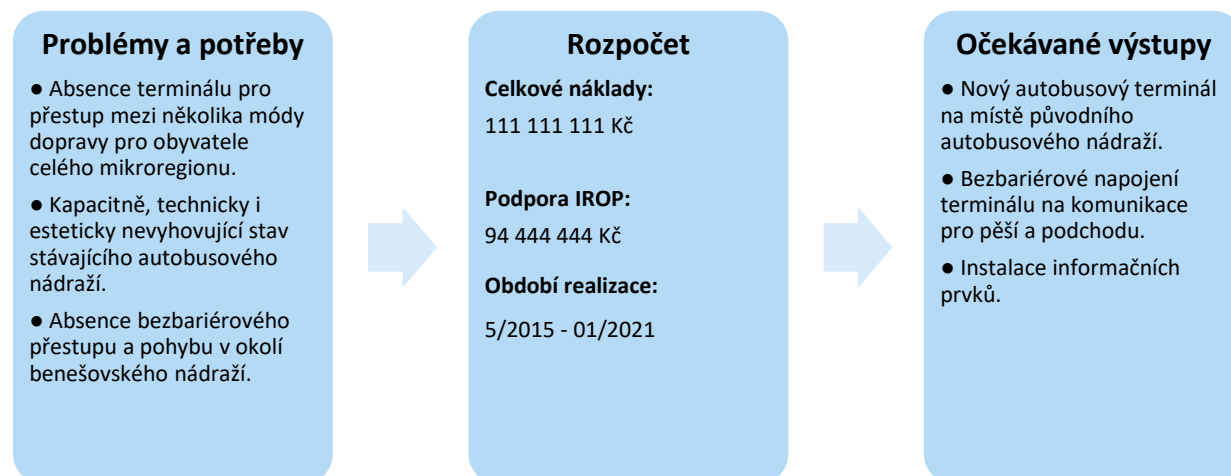 Problémy a potřeby
● Absence terminálu pro
přestup mezi několika módy
dopravy pro obyvatele
celého mikroregionu.
● Kapacitně, technicky i
esteticky nevyhovující stav
stávajícího autobusového
nádraží.
● Absence bezbariérového
přestupu a pohybu v okolí
benešovského nádraží.
Rozpočet
Celkové náklady:
111 111 111 Kč
Podpora IROP:
94 444 444 Kč
Období realizace:
5/2015 - 01/2021
Očekávané výstupy
● Nový autobusový terminál
na místě původního
autobusového nádraží.
● Bezbariérové napojení
terminálu na komunikace
pro pěší a podchodu.
● Instalace informačních
prvků.